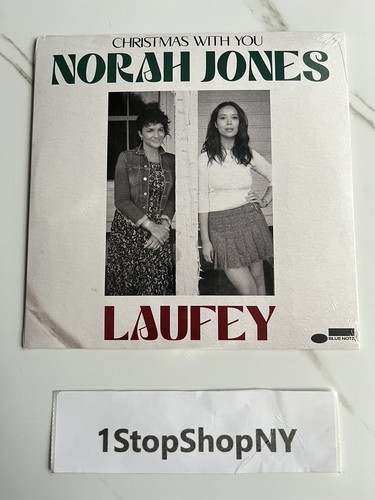 CHRISTMAS WITH YOU
NORAH JONES
LAUFEY
BLUE NOTE
1StopShopNY